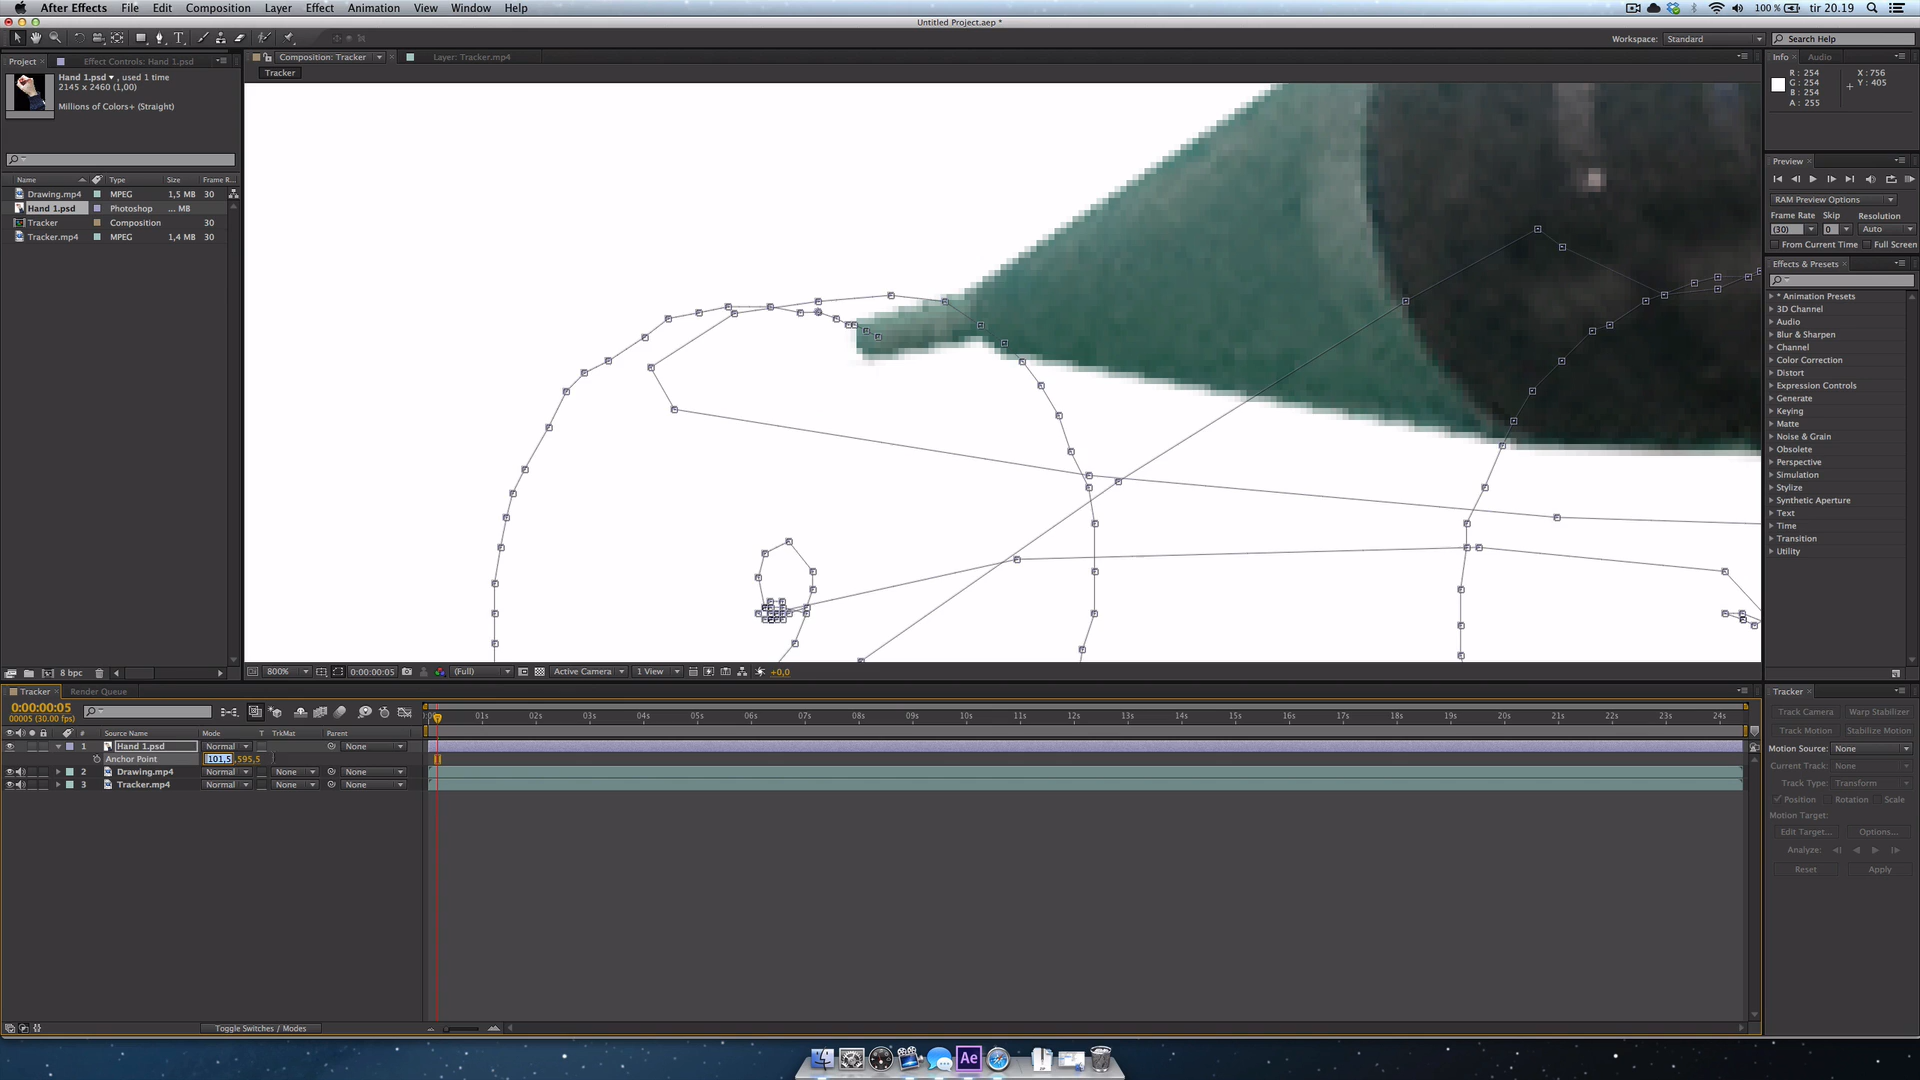 After Effects File Edit Composition Layer Effect Animation View Window Help 100 % tir 20.19
Untitled Project.aep *
Workspace: Standard Search Help
Project Effect Controls: Hand 1.psd Composition: Tracker Layer: Tracker.mp4 Info Audio
Tracker
Hand 1.psd , used 1 time
2145 x 2460 (1,00)
Millions of Colors+ (Straight)
R : 254 X : 756
G : 254 Y : 405
B : 254
A : 255
Preview
RAM Preview Options
Frame Rate Skip Resolution
(30) 0 Auto
From Current Time Full Screen
Name Type Size Frame R...
Drawing.mp4 MPEG 1,5 MB 30
Hand 1.psd Photoshop ... MB
Tracker Composition 30
Tracker.mp4 MPEG 1,4 MB 30
Effects & Presets
* Animation Presets
3D Channel
Audio
Blur & Sharpen
Channel
Color Correction
Distort
Expression Controls
Generate
Keying
Matte
Noise & Grain
Obsolete
Perspective
Simulation
Stylize
Synthetic Aperture
Text
Time
Transition
Utility
8 bpc 800% 0:00:00:05 (Full) Active Camera 1 View +0,0
Tracker Render Queue
0:00:00:05
00005 (30.00 fps)
01s 02s 03s 04s 05s 06s 07s 08s 09s 10s 11s 12s 13s 14s 15s 16s 17s 18s 19s 20s 21s 22s 23s 24s
# Source Name Mode T TrkMat Parent
1 Hand 1.psd Normal None
Anchor Point 101,5 ,595,5
2 Drawing.mp4 Normal None None
3 Tracker.mp4 Normal None None
Toggle Switches / Modes
Tracker
Track Camera Warp Stabilizer
Track Motion Stabilize Motion
Motion Source: None
Current Track: None
Track Type: Transform
Position Rotation Scale
Motion Target:
Edit Target... Options...
Analyze:
Reset Apply
Ae